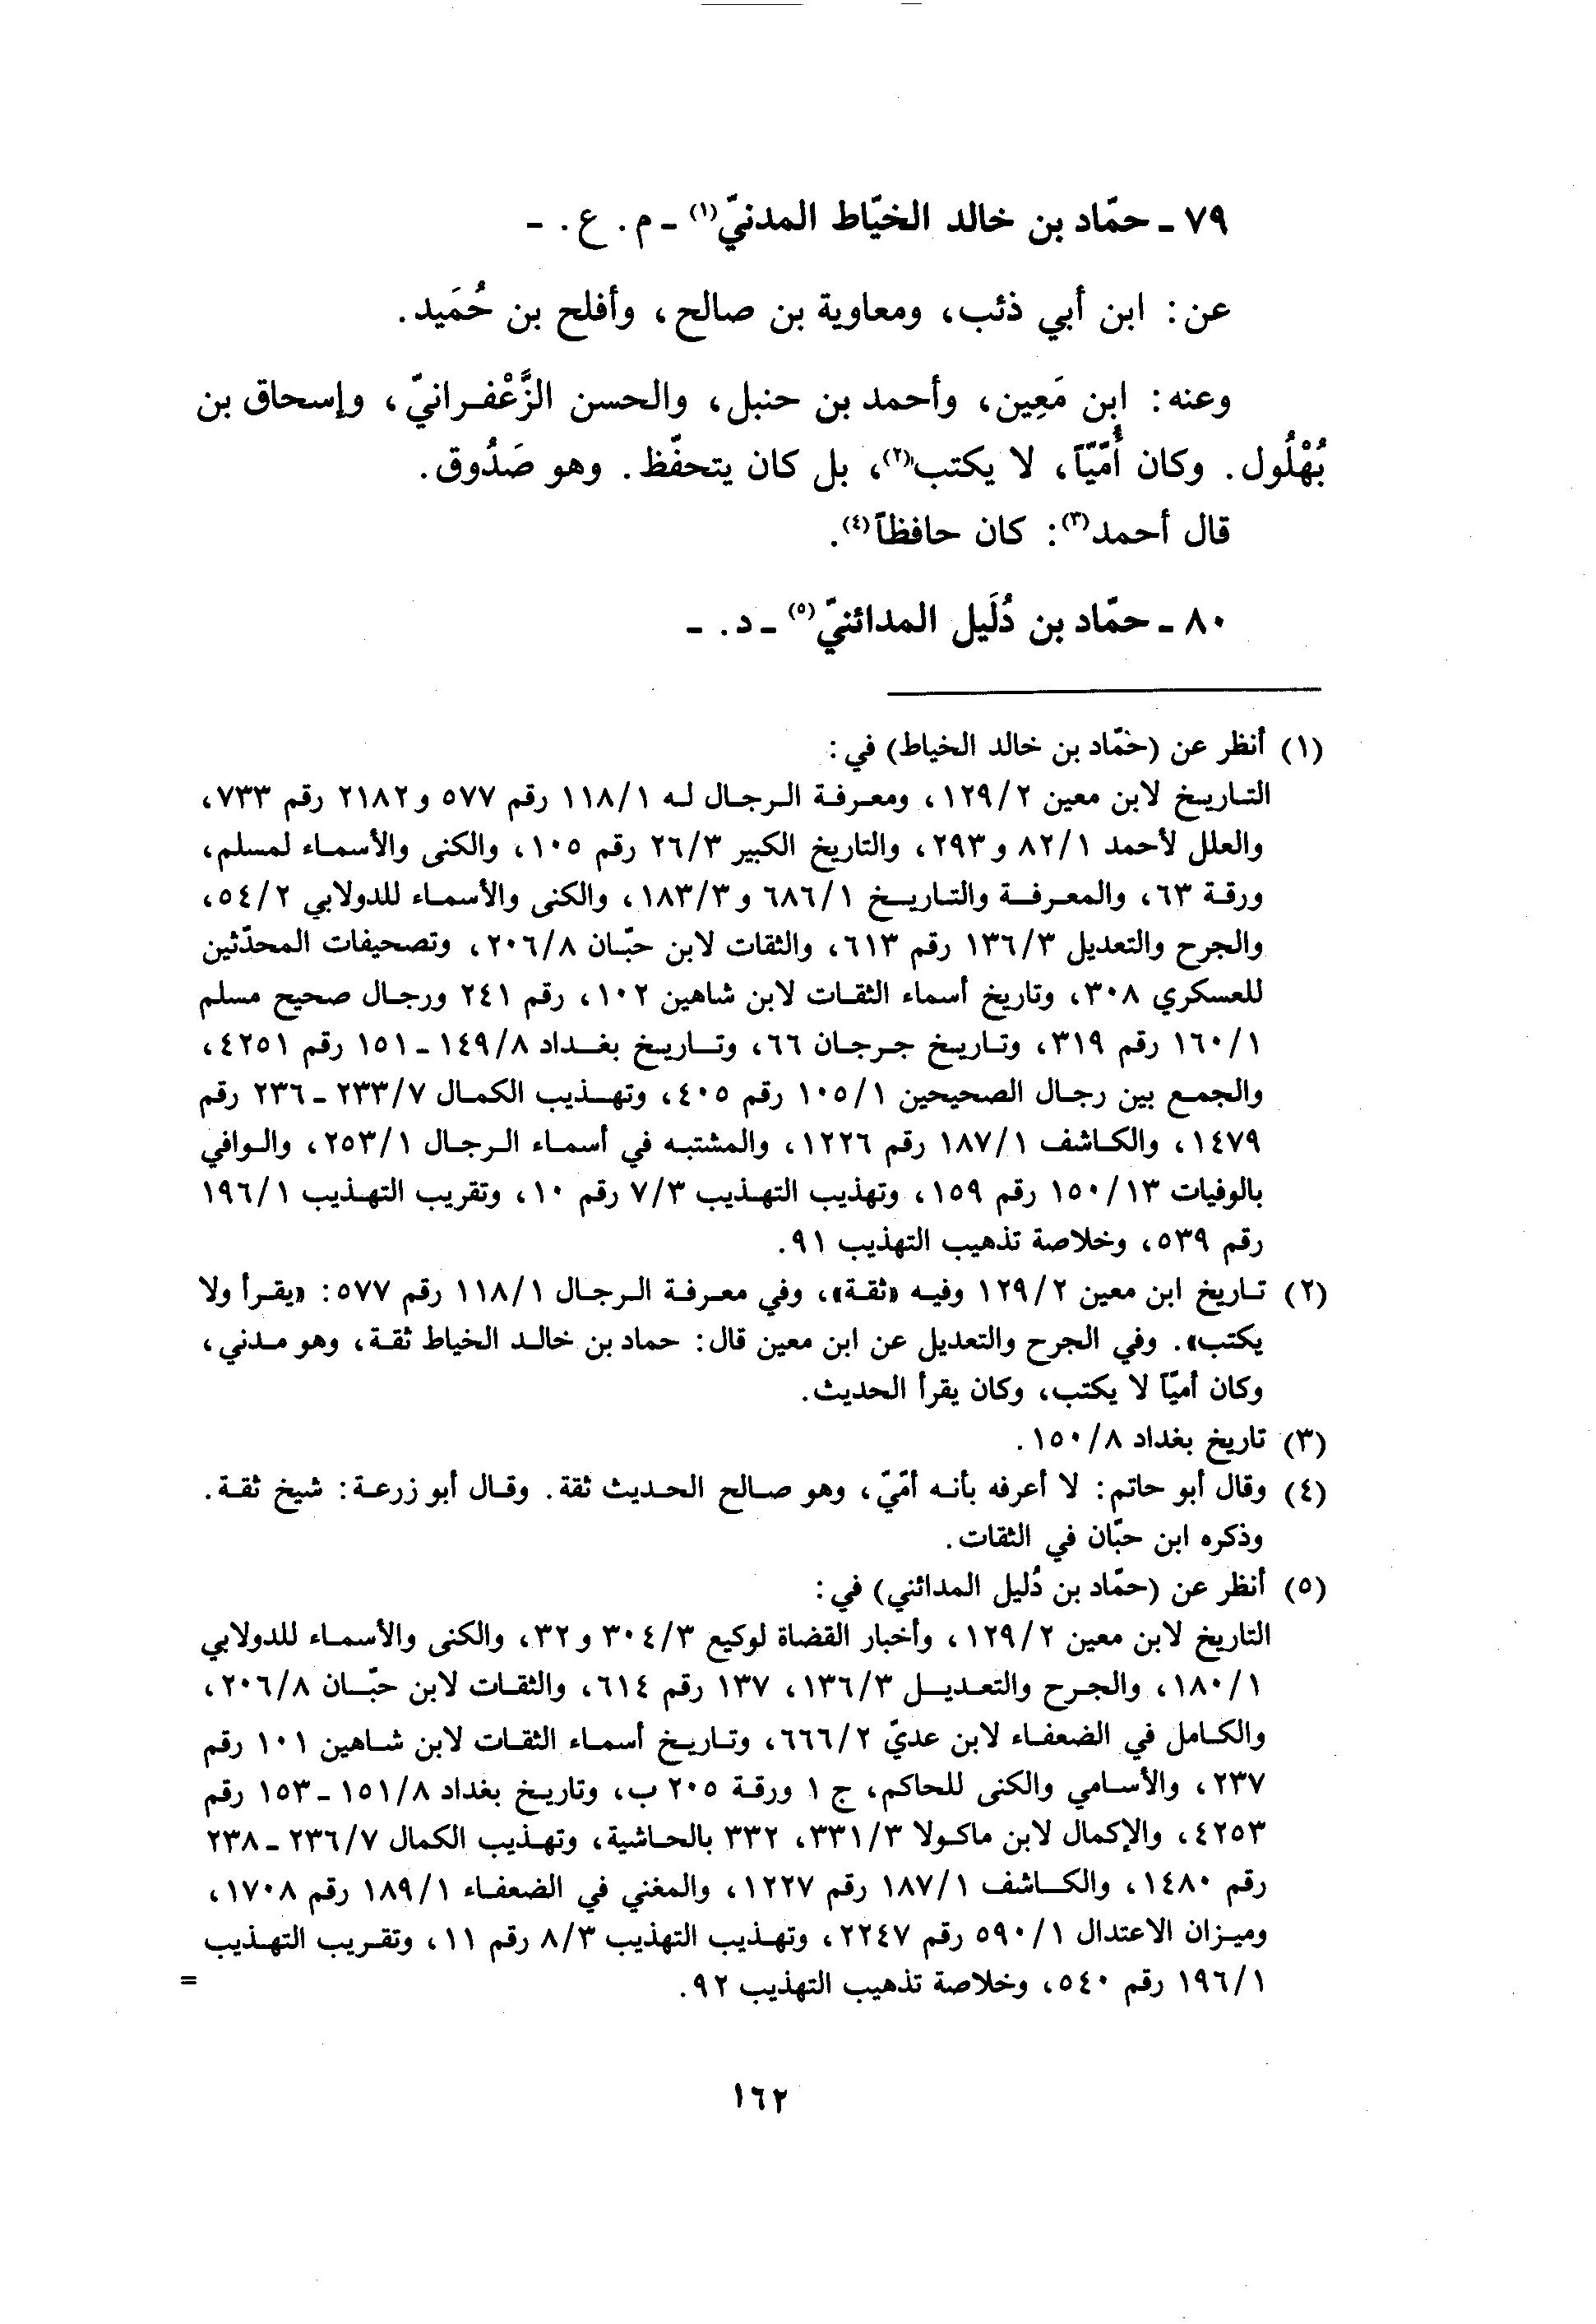 ٧٩ ـ حمّاد بن خالد الخيّاط المدنيّ(١) ـ م. ع. ـ
عن: ابن أبي ذئب، ومعاوية بن صالح، وأفلح بن حُمَيد.
وعنه: ابن مَعِين، وأحمد بن حنبل، والحسن الزَّعْفرانيّ، وإسحاق بن
بُهْلُول. وكان أُمّيّاً، لا يكتب(٢)، بل كان يتحفّظ. وهو صَدُوق.
قال أحمد(٣): كان حافظاً(٤).
٨٠ ـ حمّاد بن دُلَيل المدائنيّ(٥) ـ د. ـ
(١) أنظر عن (حمّاد بن خالد الخياط) في:
التاريخ لابن معين ١٢٩/٢، ومعرفة الرجال له ١١٨/١ رقم ٥٧٧ و٢١٨٢ رقم ٧٣٣،
والعلل لأحمد ٨٢/١ و٢٩٣، والتاريخ الكبير ٢٦/٣ رقم ١٠٥، والكنى والأسماء لمسلم،
ورقة ٦٣، والمعرفة والتاريخ ٦٨٦/١ و١٨٣/٣، والكنى والأسماء للدولابي ٥٤/٢،
والجرح والتعديل ١٣٦/٣ رقم ٦١٣، والثقات لابن حبّان ٢٠٦/٨، وتصحيفات المحدّثين
للعسكري ٣٠٨، وتاريخ أسماء الثقات لابن شاهين ١٠٢، رقم ٢٤١ ورجال صحيح مسلم
١٦٠/١ رقم ٣١٩، وتاريخ جرجان ٦٦، وتاريخ بغداد ١٤٩/٨ ـ ١٥١ رقم ٤٢٥١،
والجمع بين رجال الصحيحين ١٠٥/١ رقم ٤٠٥، وتهذيب الكمال ٢٣٣/٧ ـ ٢٣٦ رقم
١٤٧٩، والكاشف ١٨٧/١ رقم ١٢٢٦، والمشتبه في أسماء الرجال ٢٥٣/١، والوافي
بالوفيات ١٥٠/١٣ رقم ١٥٩، وتهذيب التهذيب ٧/٣ رقم ١٠، وتقريب التهذيب ١٩٦/١
رقم ٥٣٩، وخلاصة تذهيب التهذيب ٩١.
(٢) تاريخ ابن معين ١٢٩/٢ وفيه «ثقة»، وفي معرفة الرجال ١١٨/١ رقم ٥٧٧: «يقرأ ولا
يكتب». وفي الجرح والتعديل عن ابن معين قال: حماد بن خالد الخياط ثقة، وهو مدني،
وكان أميّاً لا يكتب، وكان يقرأ الحديث.
(٣) تاريخ بغداد ١٥٠/٨.
(٤) وقال أبو حاتم: لا أعرفه بأنه أمّيّ، وهو صالح الحديث ثقة. وقال أبو زرعة: شيخ ثقة.
وذكره ابن حبّان في الثقات.
(٥) أنظر عن (حمّاد بن دُليل المدائني) في:
التاريخ لابن معين ١٢٩/٢، وأخبار القضاة لوكيع ٣٠٤/٣ و٣٢، والكنى والأسماء للدولابي
١٨٠/١، والجرح والتعديل ١٣٦/٣، ١٣٧ رقم ٦١٤، والثقات لابن حبّان ٢٠٦/٨،
والكامل في الضعفاء لابن عديّ ٦٦٦/٢، وتاريخ أسماء الثقات لابن شاهين ١٠١ رقم
٢٣٧، والأسامي والكنى للحاكم، ج ١ ورقة ٢٠٥ ب، وتاريخ بغداد ١٥١/٨ ـ ١٥٣ رقم
٤٢٥٣، والإكمال لابن ماكولا ٣٣١/٣، ٣٣٢ بالحاشية، وتهذيب الكمال ٢٣٦/٧ ـ ٢٣٨
رقم ١٤٨٠، والكاشف ١٨٧/١ رقم ١٢٢٧، والمغني في الضعفاء ١٨٩/١ رقم ١٧٠٨،
وميزان الاعتدال ٥٩٠/١ رقم ٢٢٤٧، وتهذيب التهذيب ٨/٣ رقم ١١، وتقريب التهذيب
١٩٦/١ رقم ٥٤٠، وخلاصة تذهيب التهذيب ٩٢. =
١٦٢